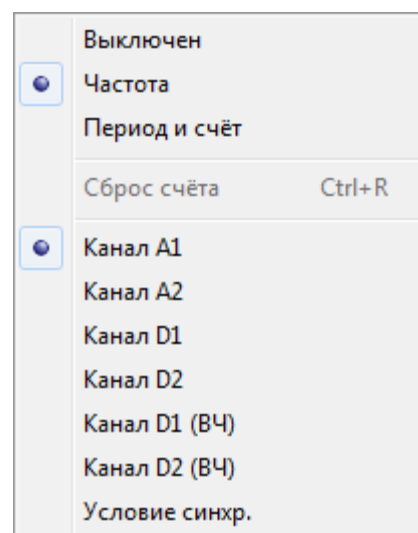 Выключен
Частота
Период и счёт
Сброс счёта Ctrl+R
Канал A1
Канал A2
Канал D1
Канал D2
Канал D1 (ВЧ)
Канал D2 (ВЧ)
Условие синхр.